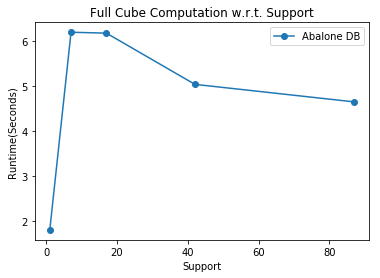 Full Cube Computation w.r.t. Support
Abalone DB
6
5
4
3
2
Runtime(Seconds)
0
20
40
60
80
Support